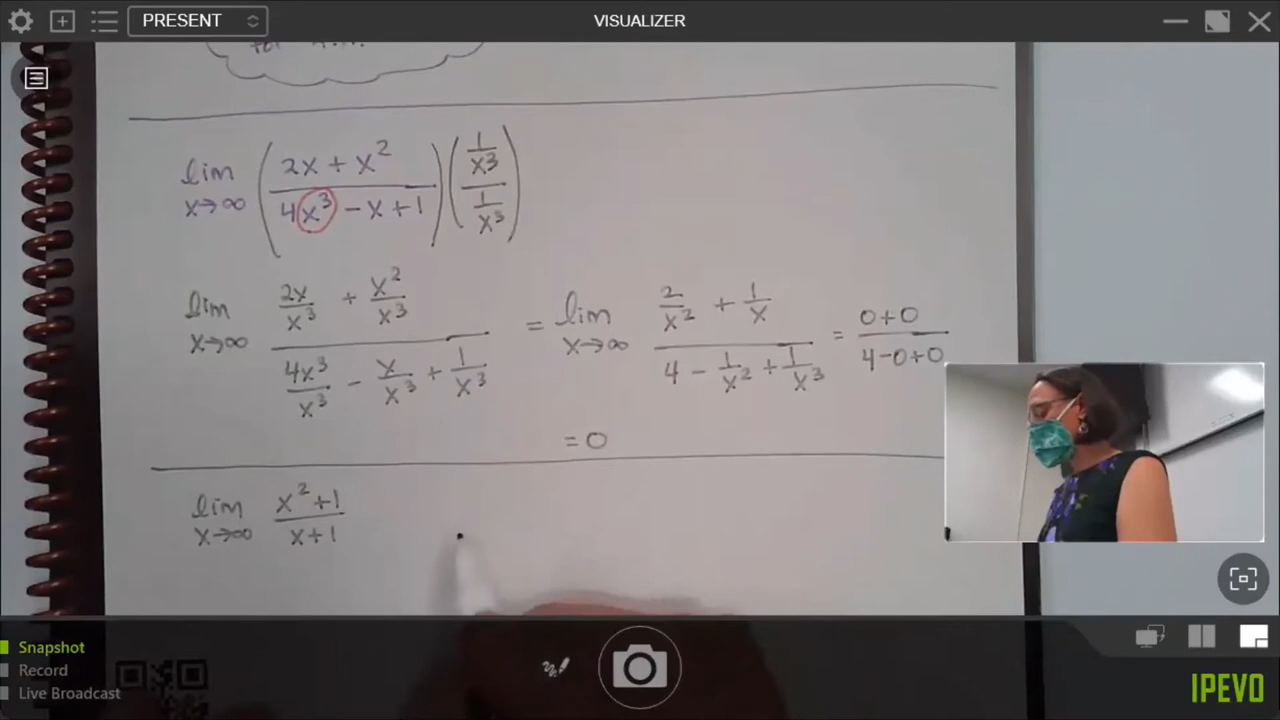 PRESENT
VISUALIZER
lim x→∞ ( (2x + x²) / (4x³ - x + 1) ) ( (1/x³) / (1/x³) )
lim x→∞ (2x/x³ + x²/x³) / (4x³/x³ - x/x³ + 1/x³) = lim x→∞ (2/x² + 1/x) / (4 - 1/x² + 1/x³) = (0+0) / (4-0+0)
= 0
lim x→∞ (x² + 1) / (x + 1)
Snapshot
Record
Live Broadcast
IPEVO